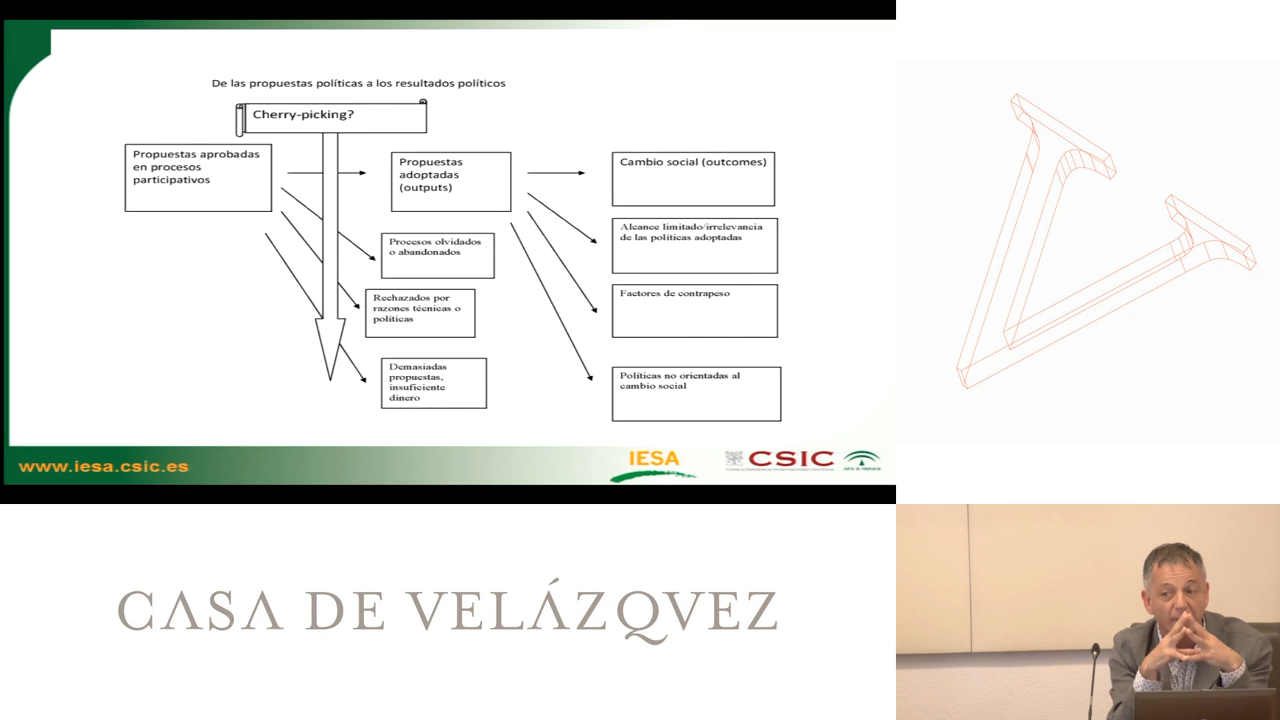 De las propuestas políticas a los resultados políticos
Cherry-picking?
Propuestas aprobadas
en procesos
participativos
Propuestas
adoptadas
(outputs)
Cambio social (outcomes)
Alcance limitado/irrelevancia
de las políticas adoptadas
Procesos olvidados
o abandonados
Factores de contrapeso
Rechazados por
razones técnicas o
políticas
Demasiadas
propuestas,
insuficiente
dinero
Políticas no orientadas al
cambio social
www.iesa.csic.es
IESA
CSIC
CASA DE VELÁZQVEZ